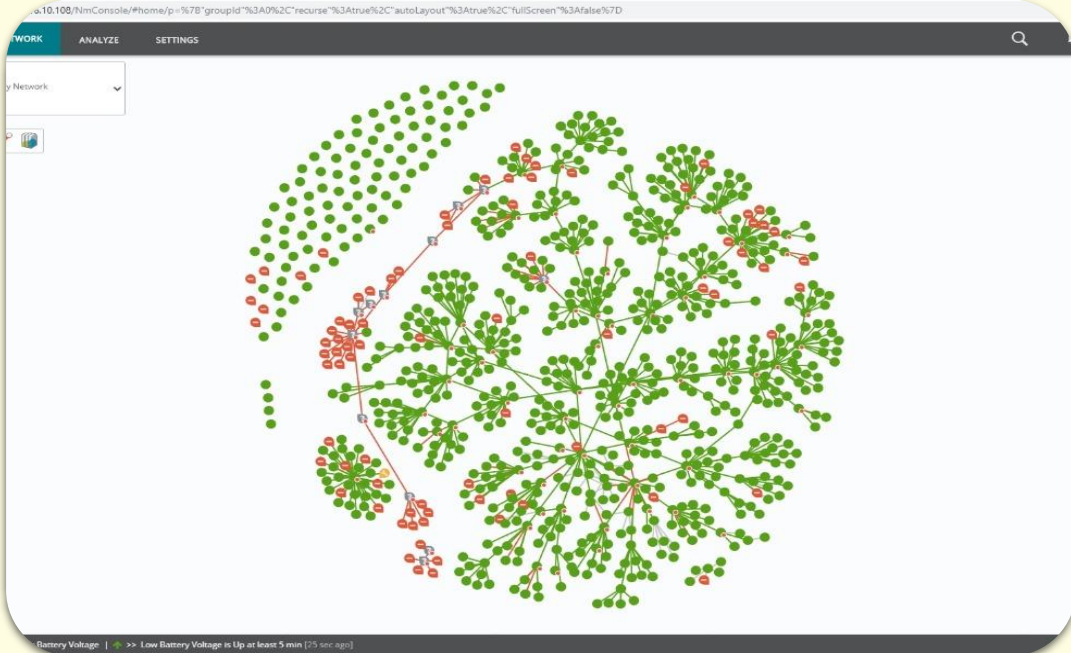 10.108/NmConsole/#home/p=%7B"groupId"%3A0%2C"recurse"%3Atrue%2C"autoLayout"%3Atrue%2C"fullScreen"%3Afalse%7D
TWORK ANALYZE SETTINGS
y Network
Battery Voltage | >> Low Battery Voltage is Up at least 5 min [25 sec ago]